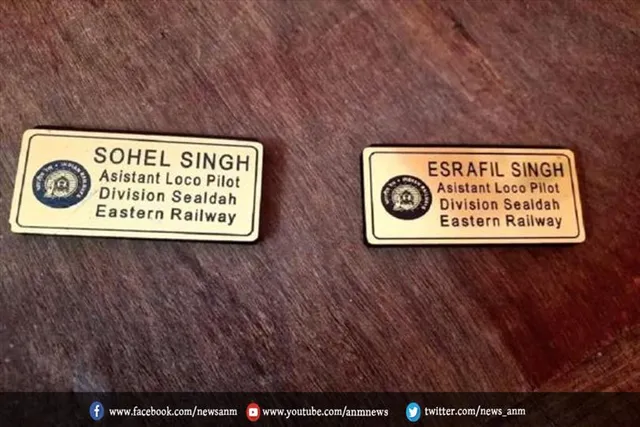 SOHEL SINGH
Asistant Loco Pilot
Division Sealdah
Eastern Railway
ESRAFIL SINGH
Asistant Loco Pilot
Division Sealdah
Eastern Railway
www.facebook.com/newsanm
www.youtube.com/anmnews
twitter.com/news_anm